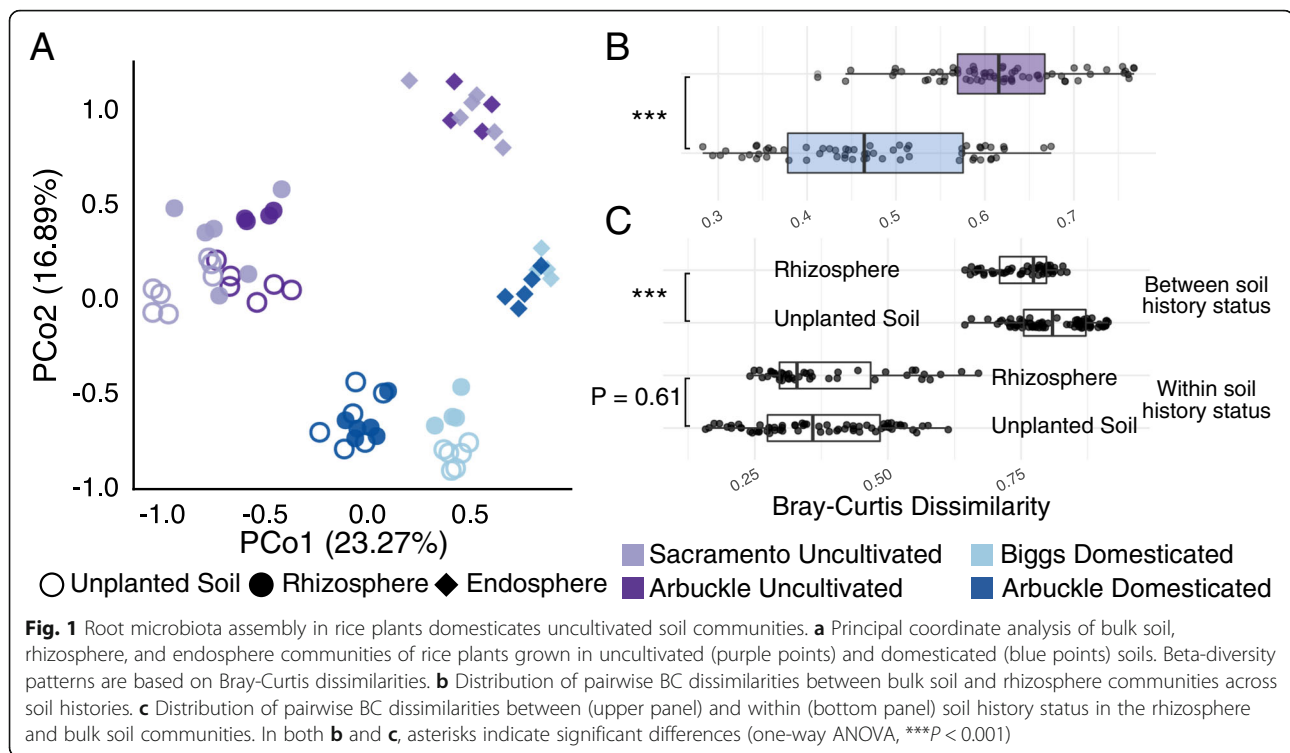 A
PCo2 (16.89%)
1.0
0.5
0.0
-0.5
-1.0
-1.0 -0.5 0.0 0.5
PCo1 (23.27%)
Unplanted Soil Rhizosphere Endosphere
B
***
0.3 0.4 0.5 0.6 0.7
C
Rhizosphere
***
Unplanted Soil
Between soil
history status
Rhizosphere
P = 0.61
Unplanted Soil
Within soil
history status
0.25 0.50 0.75
Bray-Curtis Dissimilarity
Sacramento Uncultivated Biggs Domesticated
Arbuckle Uncultivated Arbuckle Domesticated
Fig. 1 Root microbiota assembly in rice plants domesticates uncultivated soil communities. a Principal coordinate analysis of bulk soil,
rhizosphere, and endosphere communities of rice plants grown in uncultivated (purple points) and domesticated (blue points) soils. Beta-diversity
patterns are based on Bray-Curtis dissimilarities. b Distribution of pairwise BC dissimilarities between bulk soil and rhizosphere communities across
soil histories. c Distribution of pairwise BC dissimilarities between (upper panel) and within (bottom panel) soil history status in the rhizosphere
and bulk soil communities. In both b and c, asterisks indicate significant differences (one-way ANOVA, ***P < 0.001)